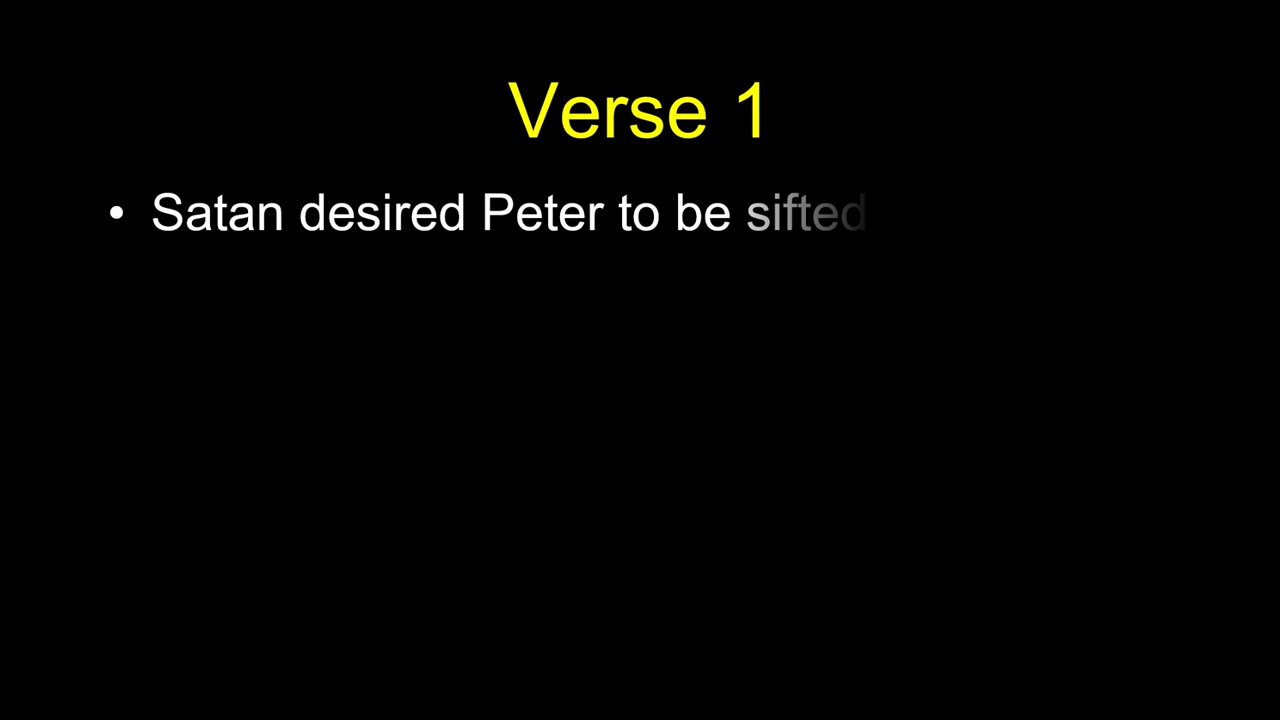 Verse 1
• Satan desired Peter to be sifted